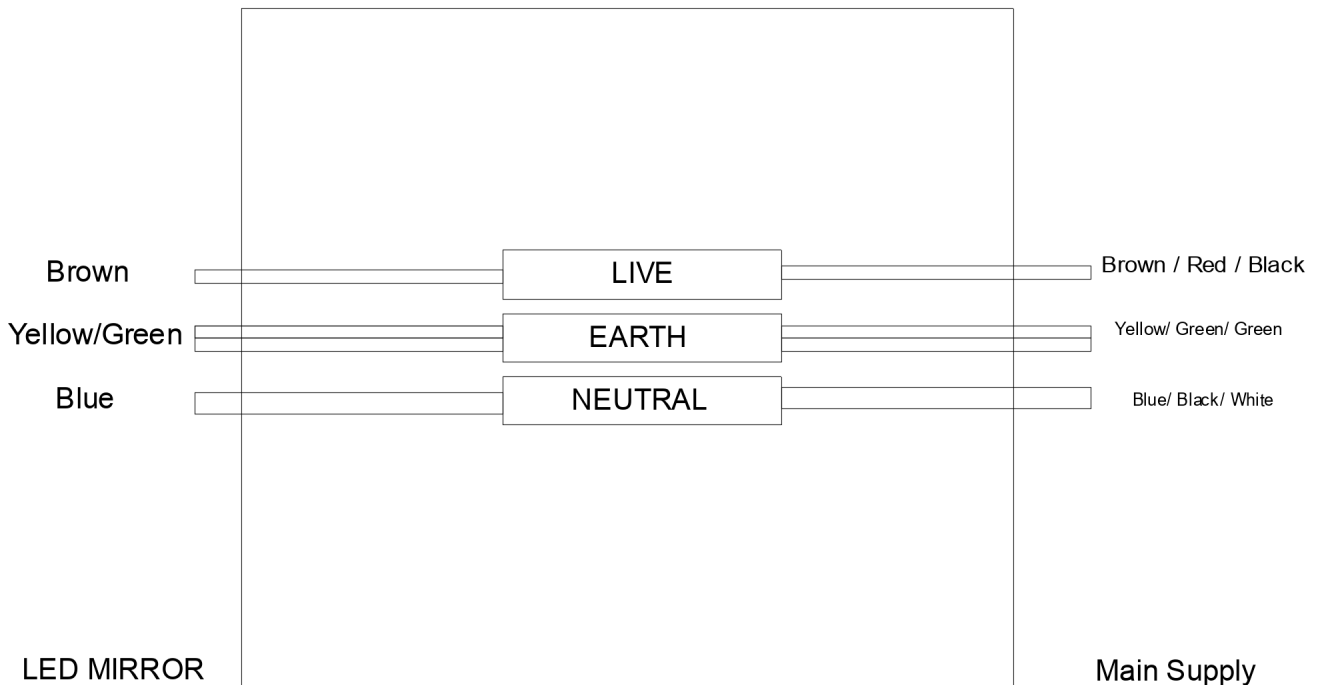 Brown LIVE Brown / Red / Black
Yellow/Green EARTH Yellow/ Green/ Green
Blue NEUTRAL Blue/ Black/ White
LED MIRROR Main Supply